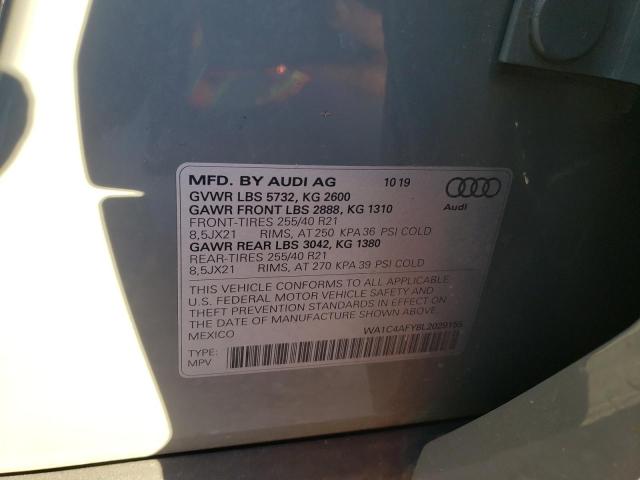 MFD. BY AUDI AG 10 19
GVWR LBS 5732, KG 2600
GAWR FRONT LBS 2888, KG 1310
FRONT-TIRES 255/40 R21
8,5JX21 RIMS, AT 250 KPA 36 PSI COLD
GAWR REAR LBS 3042, KG 1380
REAR-TIRES 255/40 R21
8,5JX21 RIMS, AT 270 KPA 39 PSI COLD
Audi
THIS VEHICLE CONFORMS TO ALL APPLICABLE
U.S. FEDERAL MOTOR VEHICLE SAFETY, BUMPER AND
THEFT PREVENTION STANDARDS IN EFFECT ON
THE DATE OF MANUFACTURE SHOWN ABOVE.
MEXICO
WA1C4AFY8L2029155
TYPE:
MPV